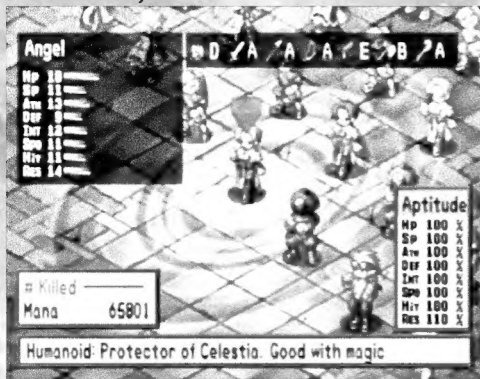 Angel
D A A A E B A
HP 10
SP 11
ATK 13
DEF 9
INT 12
SPD 11
HIT 11
RES 14
Aptitude
HP 100 %
SP 100 %
ATK 100 %
DEF 100 %
INT 100 %
SPD 100 %
HIT 100 %
RES 110 %
# Killed
Mana 65801
Humanoid: Protector of Celestia. Good with magic